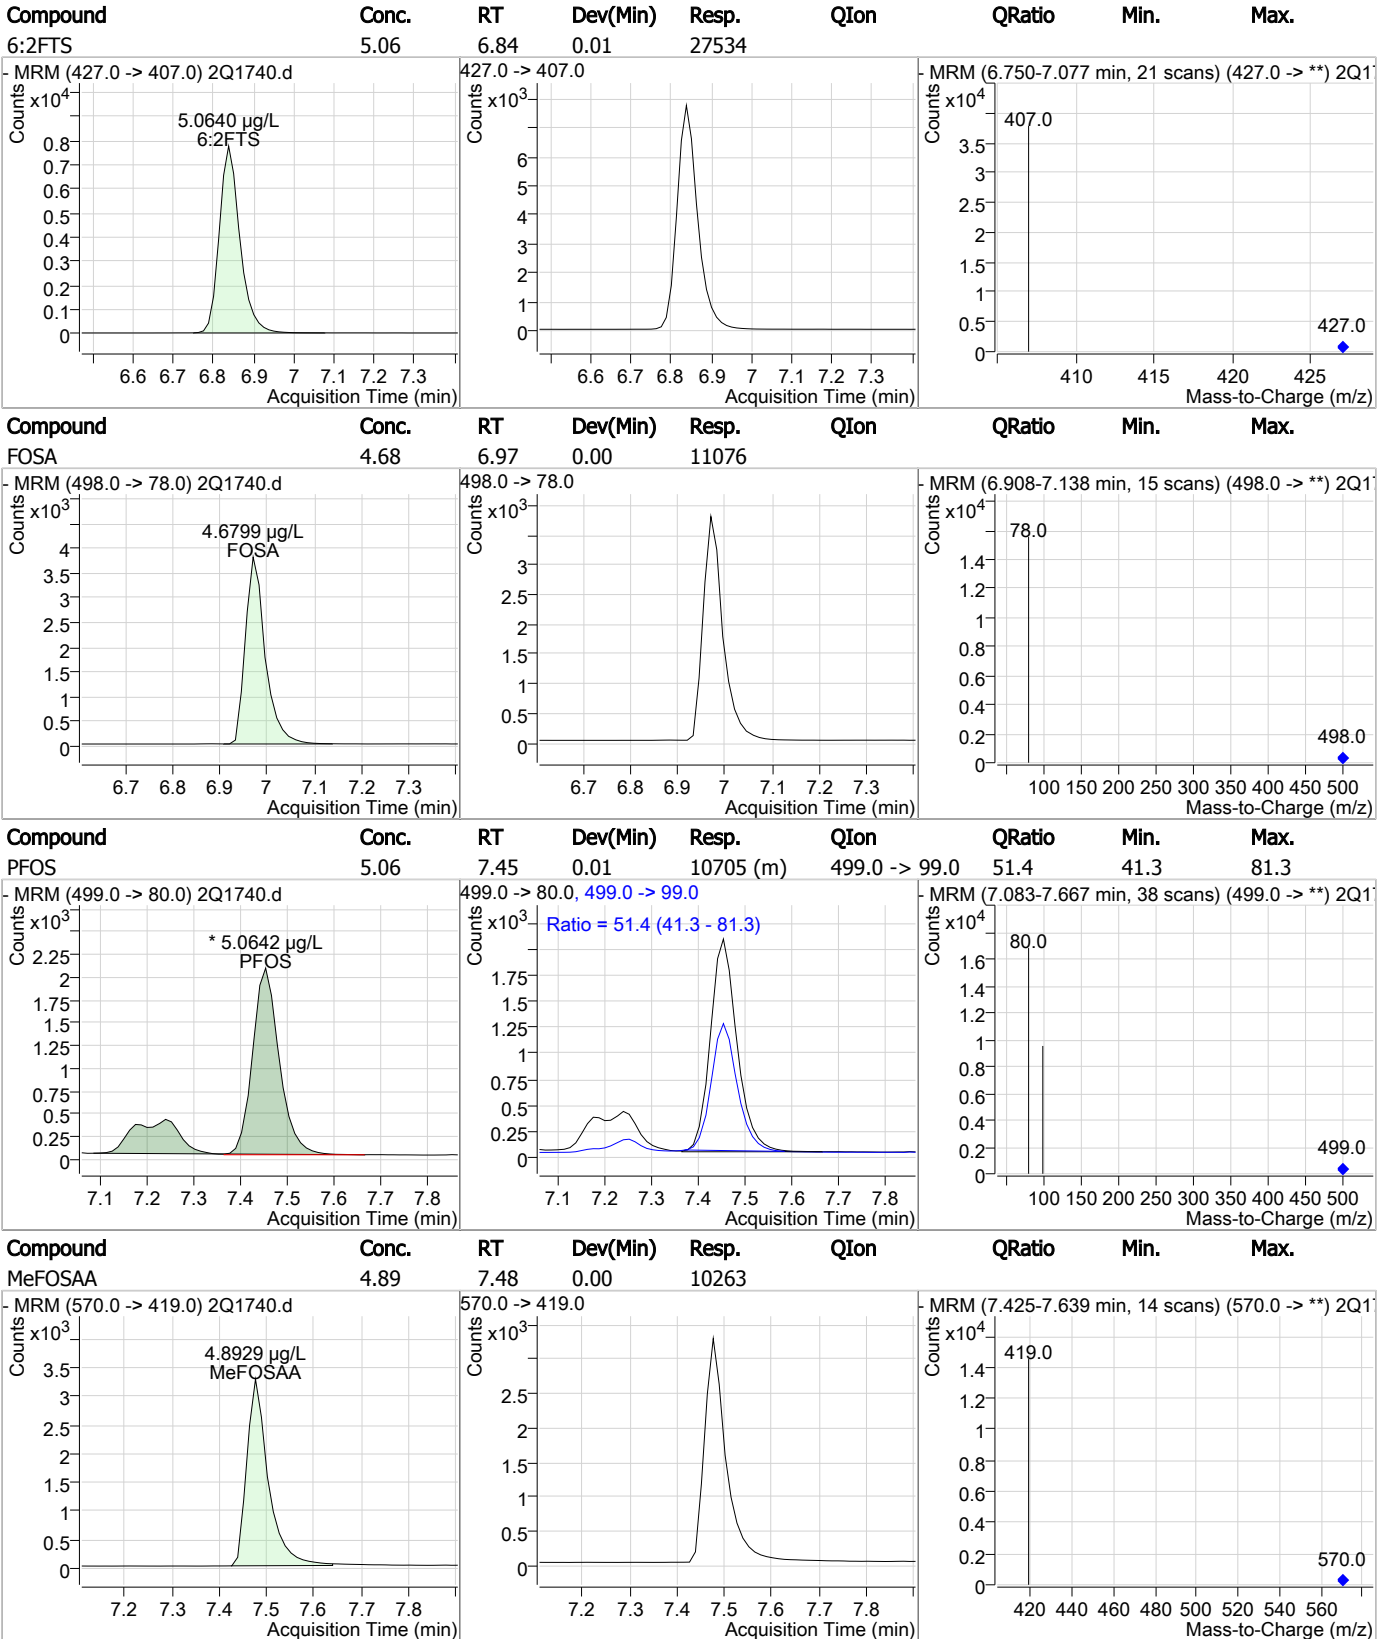 Compound Conc. RT Dev(Min) Resp. QIon QRatio Min. Max.
6:2FTS 5.06 6.84 0.01 27534
- MRM (427.0 -> 407.0) 2Q1740.d
Counts
x10⁴
5.0640 µg/L
6:2FTS
0.8
0.7
0.6
0.5
0.4
0.3
0.2
0.1
0
6.6 6.7 6.8 6.9 7 7.1 7.2 7.3
Acquisition Time (min)
427.0 -> 407.0
Counts
x10³
6
5
4
3
2
1
0
6.6 6.7 6.8 6.9 7 7.1 7.2 7.3
Acquisition Time (min)
- MRM (6.750-7.077 min, 21 scans) (427.0 -> **) 2Q17
Counts
x10⁴
407.0
3.5
3
2.5
2
1.5
1
0.5
0
427.0
410 415 420 425
Mass-to-Charge (m/z)
Compound Conc. RT Dev(Min) Resp. QIon QRatio Min. Max.
FOSA 4.68 6.97 0.00 11076
- MRM (498.0 -> 78.0) 2Q1740.d
Counts
x10³
4.6799 µg/L
FOSA
4
3.5
3
2.5
2
1.5
1
0.5
0
6.7 6.8 6.9 7 7.1 7.2 7.3
Acquisition Time (min)
498.0 -> 78.0
Counts
x10³
3
2.5
2
1.5
1
0.5
0
6.7 6.8 6.9 7 7.1 7.2 7.3
Acquisition Time (min)
- MRM (6.908-7.138 min, 15 scans) (498.0 -> **) 2Q17
Counts
x10⁴
78.0
1.4
1.2
1
0.8
0.6
0.4
0.2
0
498.0
100 150 200 250 300 350 400 450 500
Mass-to-Charge (m/z)
Compound Conc. RT Dev(Min) Resp. QIon QRatio Min. Max.
PFOS 5.06 7.45 0.01 10705 (m) 499.0 -> 99.0 51.4 41.3 81.3
- MRM (499.0 -> 80.0) 2Q1740.d
Counts
x10³
* 5.0642 µg/L
PFOS
2.25
2
1.75
1.5
1.25
1
0.75
0.5
0.25
0
7.1 7.2 7.3 7.4 7.5 7.6 7.7 7.8
Acquisition Time (min)
499.0 -> 80.0, 499.0 -> 99.0
Counts
x10³
Ratio = 51.4 (41.3 - 81.3)
1.75
1.5
1.25
1
0.75
0.5
0.25
0
7.1 7.2 7.3 7.4 7.5 7.6 7.7 7.8
Acquisition Time (min)
- MRM (7.083-7.667 min, 38 scans) (499.0 -> **) 2Q17
Counts
x10⁴
80.0
1.6
1.4
1.2
1
0.8
0.6
0.4
0.2
0
499.0
100 150 200 250 300 350 400 450 500
Mass-to-Charge (m/z)
Compound Conc. RT Dev(Min) Resp. QIon QRatio Min. Max.
MeFOSAA 4.89 7.48 0.00 10263
- MRM (570.0 -> 419.0) 2Q1740.d
Counts
x10³
4.8929 µg/L
MeFOSAA
3.5
3
2.5
2
1.5
1
0.5
0
7.2 7.3 7.4 7.5 7.6 7.7 7.8
Acquisition Time (min)
570.0 -> 419.0
Counts
x10³
2.5
2
1.5
1
0.5
0
7.2 7.3 7.4 7.5 7.6 7.7 7.8
Acquisition Time (min)
- MRM (7.425-7.639 min, 14 scans) (570.0 -> **) 2Q17
Counts
x10⁴
419.0
1.4
1.2
1
0.8
0.6
0.4
0.2
0
570.0
420 440 460 480 500 520 540 560
Mass-to-Charge (m/z)